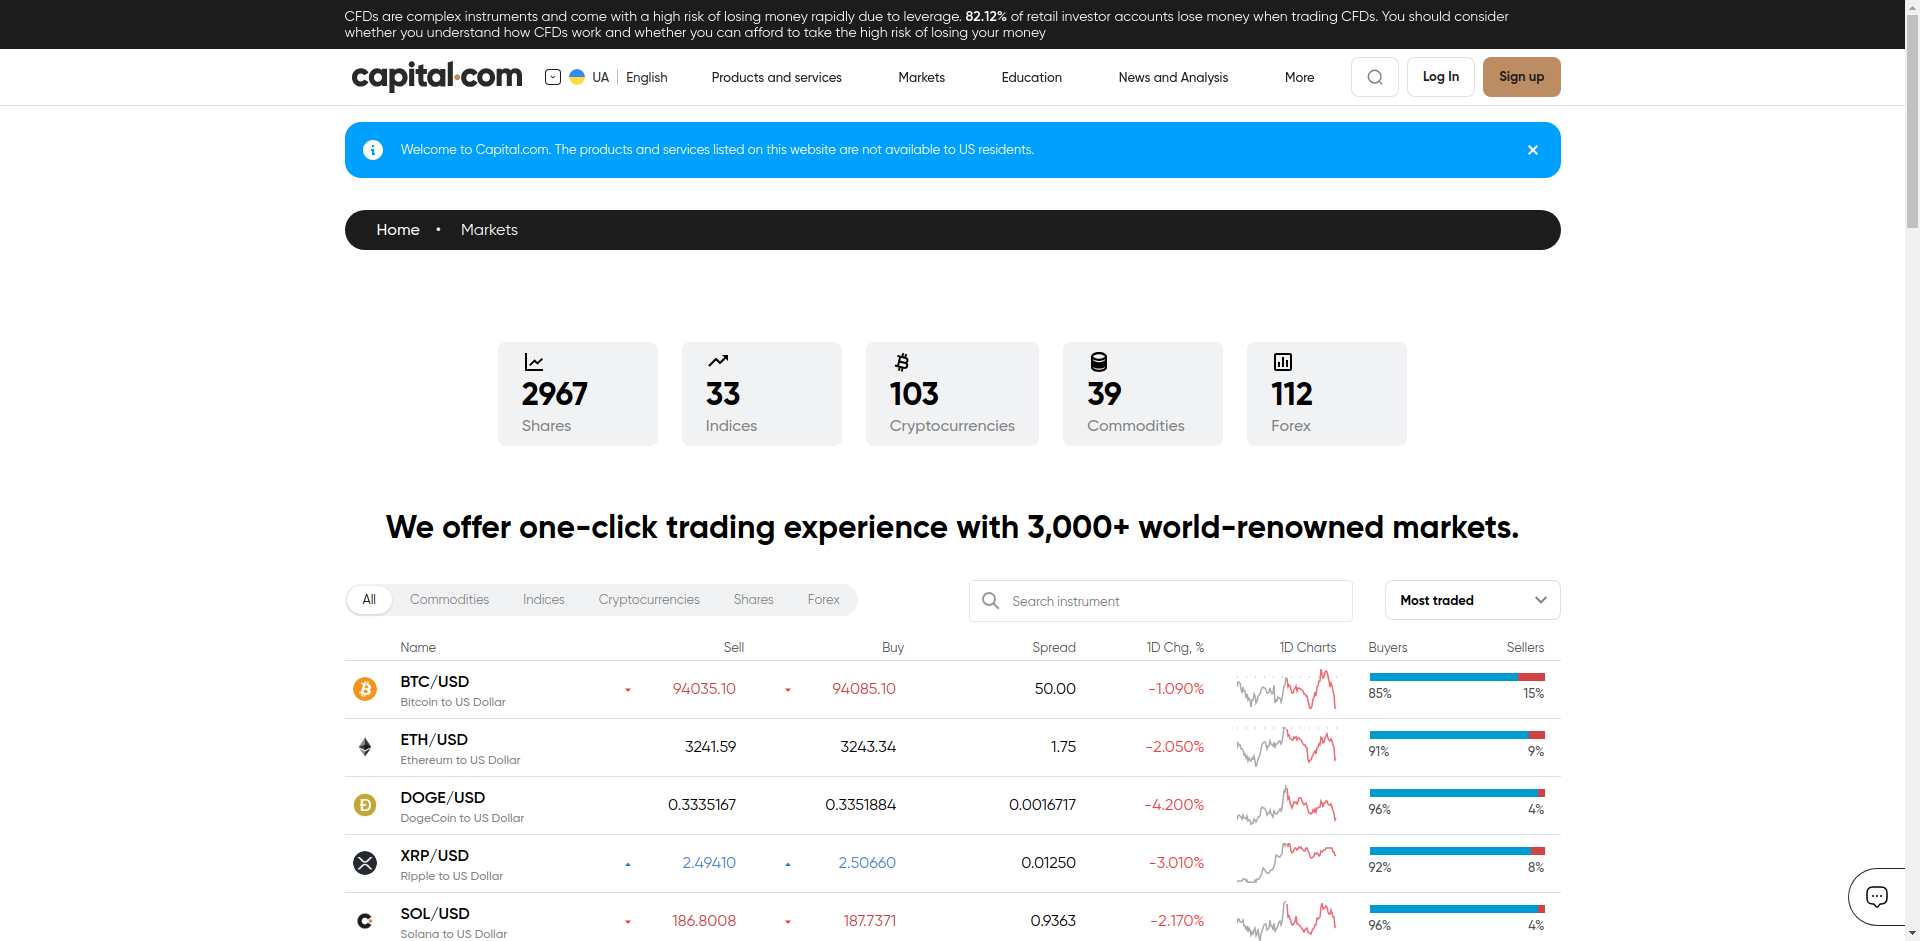 CFDs are complex instruments and come with a high risk of losing money rapidly due to leverage. 82.12% of retail investor accounts lose money when trading CFDs. You should consider
whether you understand how CFDs work and whether you can afford to take the high risk of losing your money
capital.com UA English Products and services Markets Education News and Analysis More Log In Sign up
Welcome to Capital.com. The products and services listed on this website are not available to US residents.
Home • Markets
2967 33 103 39 112
Shares Indices Cryptocurrencies Commodities Forex
We offer one-click trading experience with 3,000+ world-renowned markets.
All Commodities Indices Cryptocurrencies Shares Forex Search instrument Most traded
Name Sell Buy Spread 1D Chg, % 1D Charts Buyers Sellers
BTC/USD 94035.10 94085.10 50.00 -1.090% 85% 15%
Bitcoin to US Dollar
ETH/USD 3241.59 3243.34 1.75 -2.050% 91% 9%
Ethereum to US Dollar
DOGE/USD 0.3335167 0.3351884 0.0016717 -4.200% 96% 4%
DogeCoin to US Dollar
XRP/USD 2.49410 2.50660 0.01250 -3.010% 92% 8%
Ripple to US Dollar
SOL/USD 186.8008 187.7371 0.9363 -2.170% 96% 4%
Solana to US Dollar